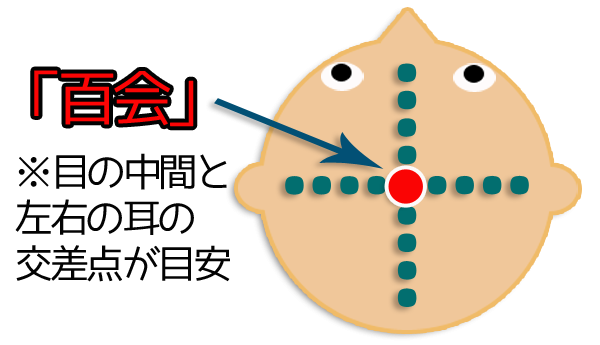 「百会」
※目の中間と
左右の耳の
交差点が目安